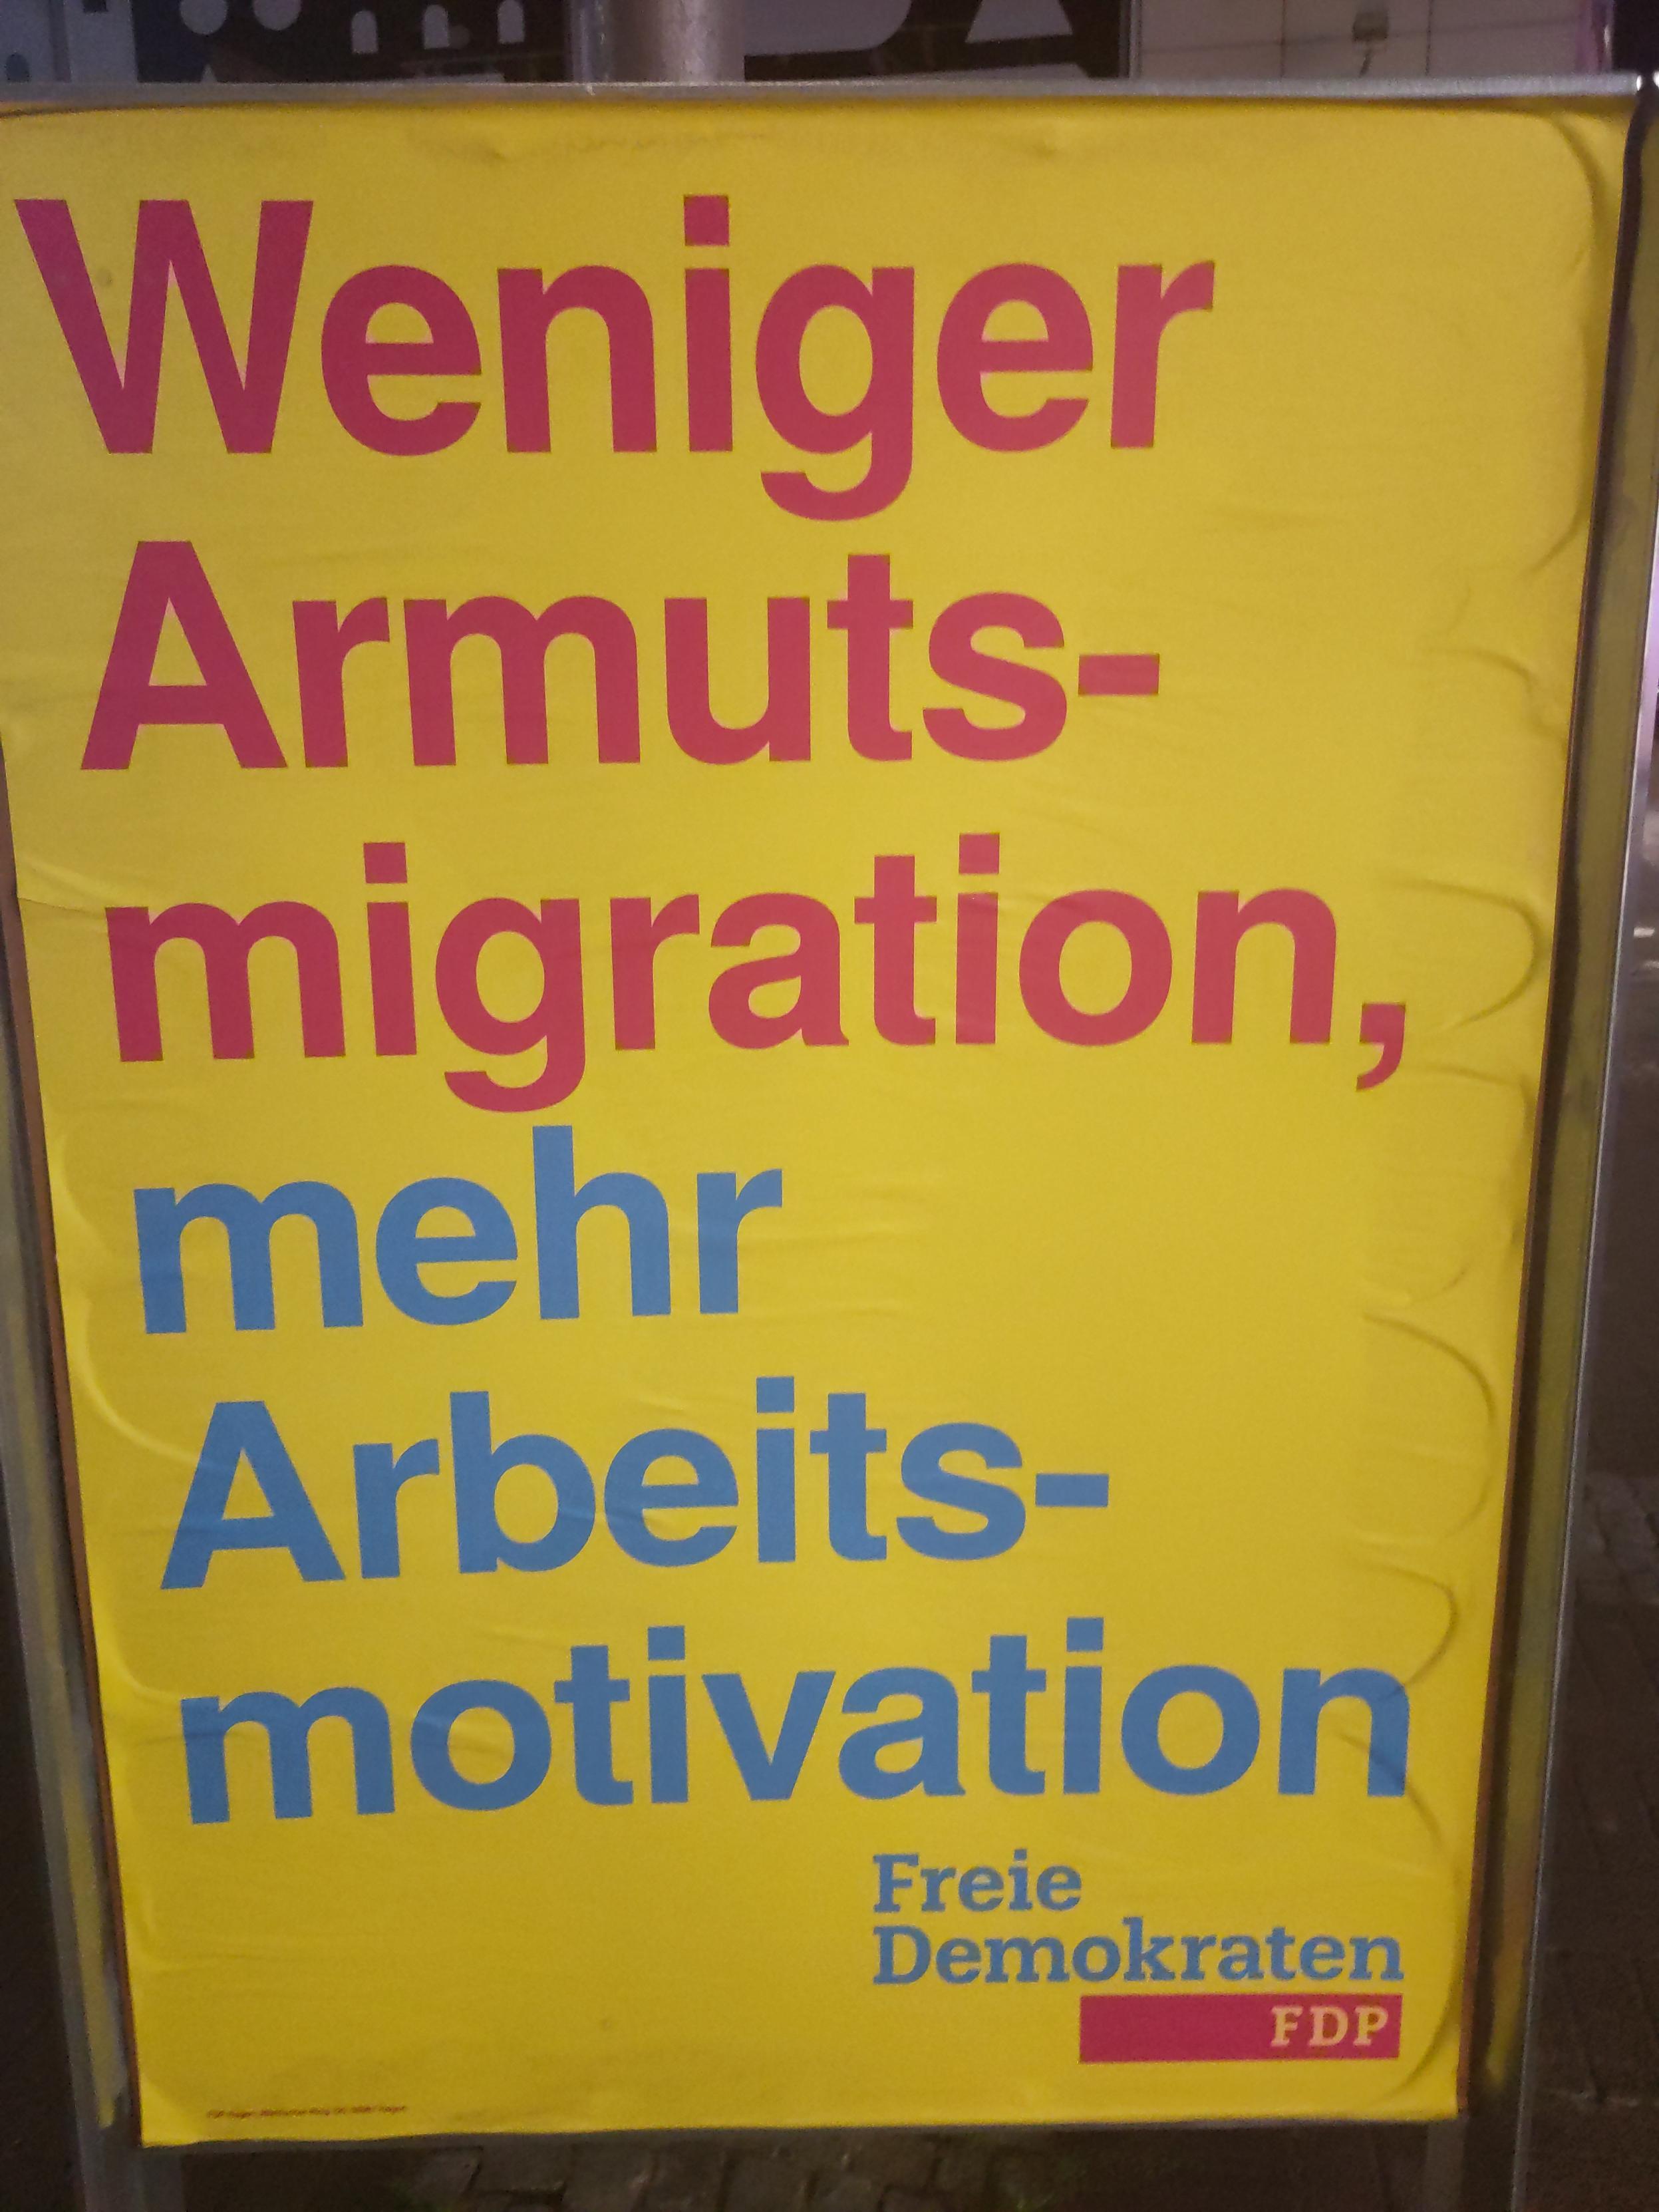 Weniger
Armuts-
migration,
mehr
Arbeits-
motivation
Freie
Demokraten
FDP